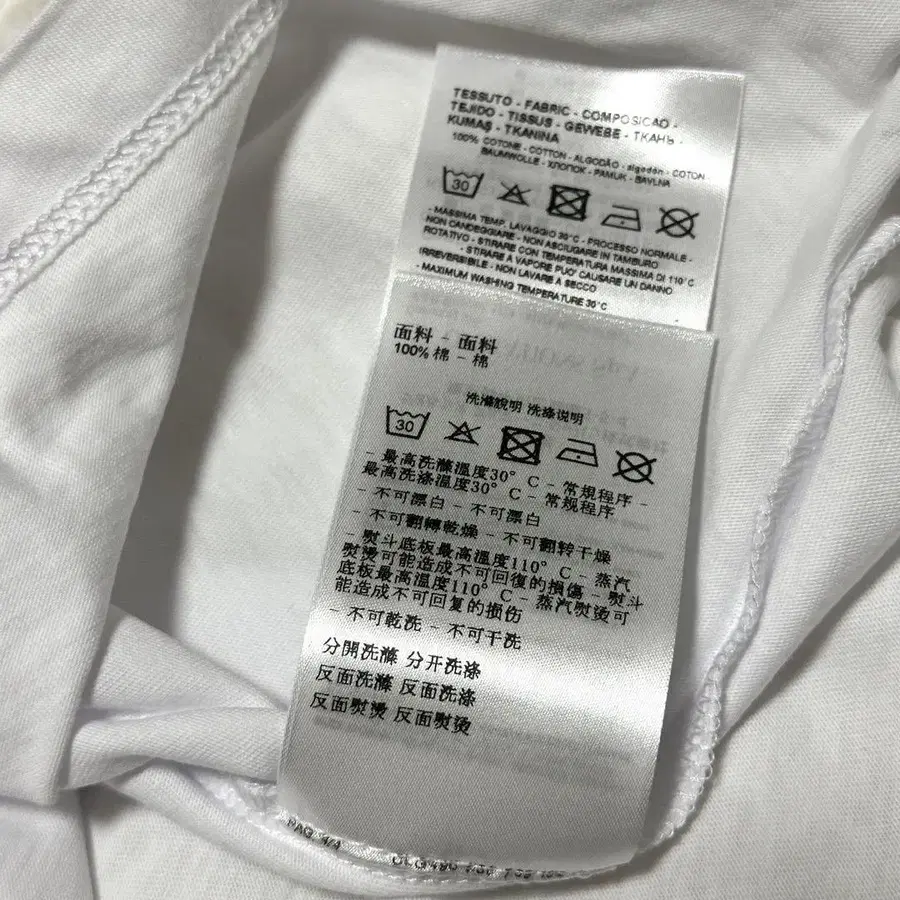 TESSUTO - FABRIC - COMPOSICAO -
TEJIDO - TISSUS - GEWEBE - ТКАНЬ -
KUMAŞ - TKANINA
100% COTONE - COTTON - ALGODÃO - algodón - COTON -
BAUMWOLLE - ХЛОПОК - PAMUK - BAVLNA
30
- MASSIMA TEMP. LAVAGGIO 30°C - PROCESSO NORMALE -
NON CANDEGGIARE - NON ASCIUGARE IN TAMBURO
ROTATIVO - STIRARE CON TEMPERATURA MASSIMA DI 110°C
- STIRARE A VAPORE PUO' CAUSARE UN DANNO
IRREVERSIBILE - NON LAVARE A SECCO
- MAXIMUM WASHING TEMPERATURE 30°C
面料 - 面料
100% 棉 - 棉
洗滌說明 洗涤说明
30
- 最高洗滌溫度30° C - 常規程序 -
最高洗涤温度30° C - 常规程序
- 不可漂白 - 不可漂白
- 不可翻轉乾燥 - 不可翻转干燥
- 熨斗底板最高溫度110° C - 蒸汽
熨燙可能造成不可回復的損傷 - 熨斗
底板最高温度110° C - 蒸汽熨烫可
能造成不可回复的损伤
- 不可乾洗 - 不可干洗
分開洗滌 分开洗涤
反面洗滌 反面洗涤
反面熨燙 反面熨烫
PAG 4/4